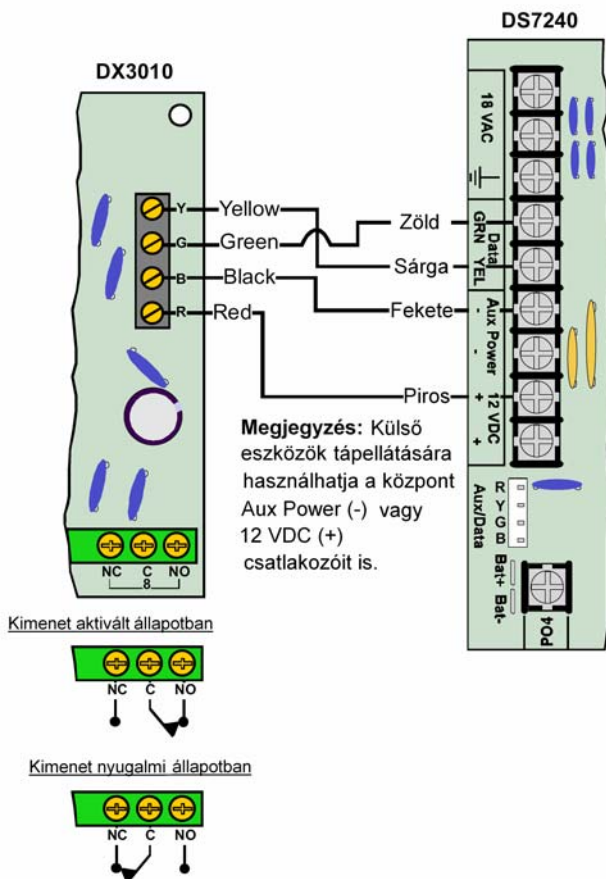 DS7240
DX3010
18 VAC
Y Yellow
G Green
B Black
R Red
Zöld
Sárga
Fekete
Piros
GRN
Data
YEL
-
Aux Power
-
+
12 VDC
+
Megjegyzés: Külső
eszközök tápellátására
használhatja a központ
Aux Power (-) vagy
12 VDC (+)
csatlakozóit is.
R
Y
G
B
Aux/Data
Bat+
Bat-
PO4
NC C NO
8
Kimenet aktivált állapotban
NC C NO
Kimenet nyugalmi állapotban
NC C NO